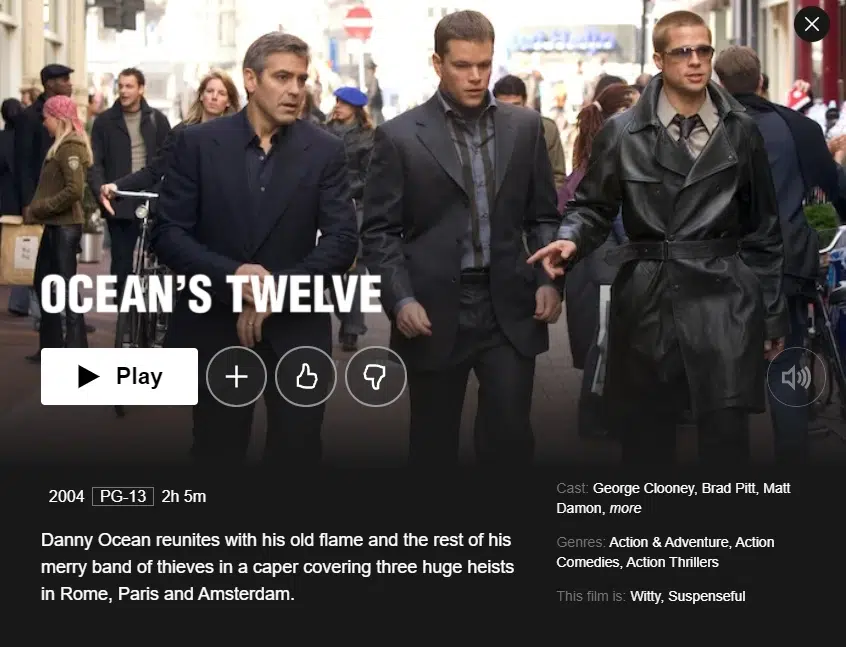 OCEAN'S TWELVE
Play
2004 PG-13 2h 5m
Danny Ocean reunites with his old flame and the rest of his
merry band of thieves in a caper covering three huge heists
in Rome, Paris and Amsterdam.
Cast: George Clooney, Brad Pitt, Matt
Damon, more
Genres: Action & Adventure, Action
Comedies, Action Thrillers
This film is: Witty, Suspenseful